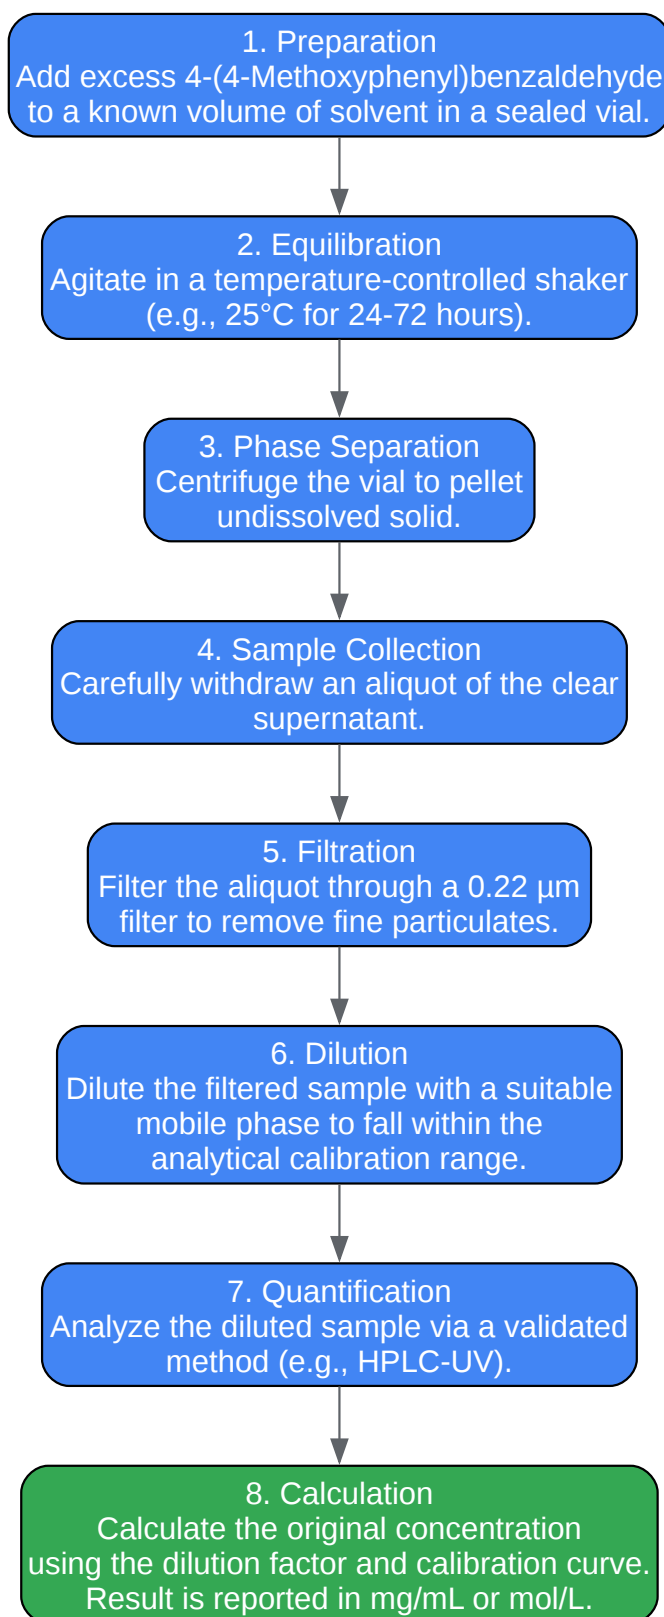 1. Preparation
Add excess 4-(4-Methoxyphenyl)benzaldehyde
to a known volume of solvent in a sealed vial.
2. Equilibration
Agitate in a temperature-controlled shaker
(e.g., 25°C for 24-72 hours).
3. Phase Separation
Centrifuge the vial to pellet
undissolved solid.
4. Sample Collection
Carefully withdraw an aliquot of the clear
supernatant.
5. Filtration
Filter the aliquot through a 0.22 µm
filter to remove fine particulates.
6. Dilution
Dilute the filtered sample with a suitable
mobile phase to fall within the
analytical calibration range.
7. Quantification
Analyze the diluted sample via a validated
method (e.g., HPLC-UV).
8. Calculation
Calculate the original concentration
using the dilution factor and calibration curve.
Result is reported in mg/mL or mol/L.